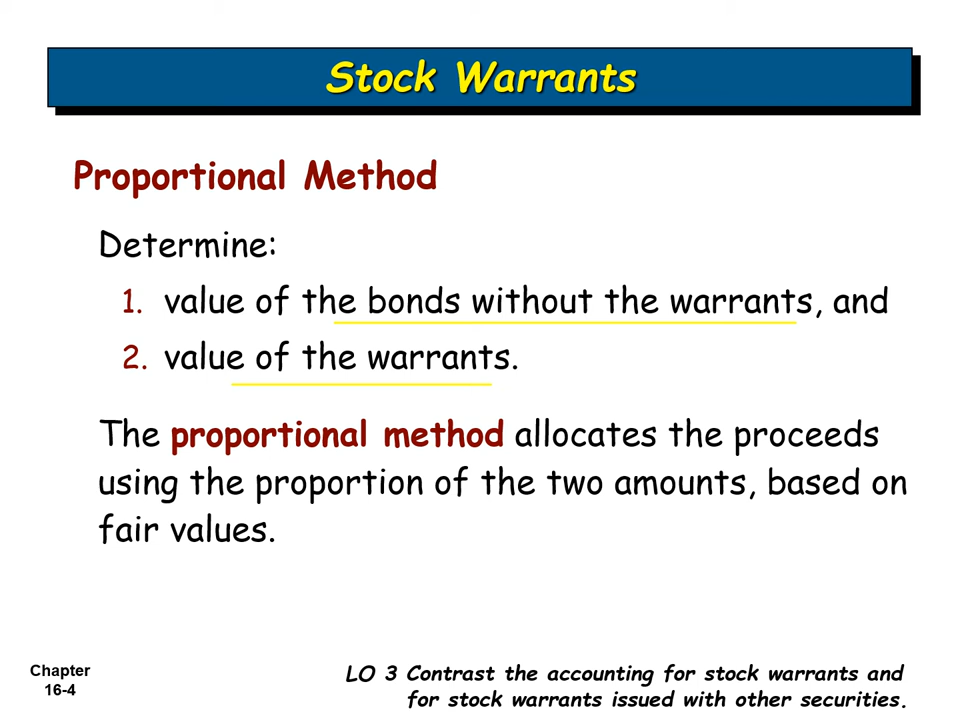 Stock Warrants
Proportional Method
Determine:
1. value of the bonds without the warrants, and
2. value of the warrants.
The proportional method allocates the proceeds
using the proportion of the two amounts, based on
fair values.
Chapter
16-4
LO 3 Contrast the accounting for stock warrants and
for stock warrants issued with other securities.